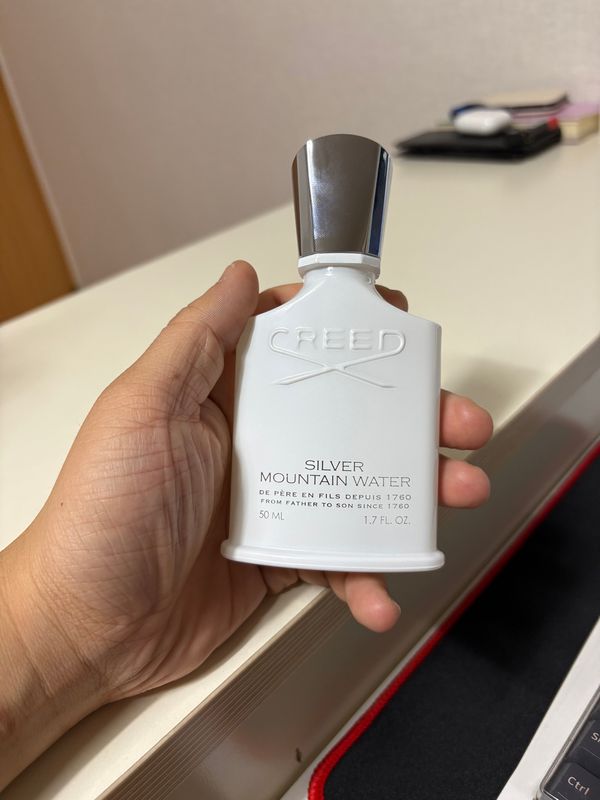 CREED
SILVER
MOUNTAIN WATER
DE PÈRE EN FILS DEPUIS 1760
FROM FATHER TO SON SINCE 1760
50 ML 1.7 FL. OZ.
Ctrl